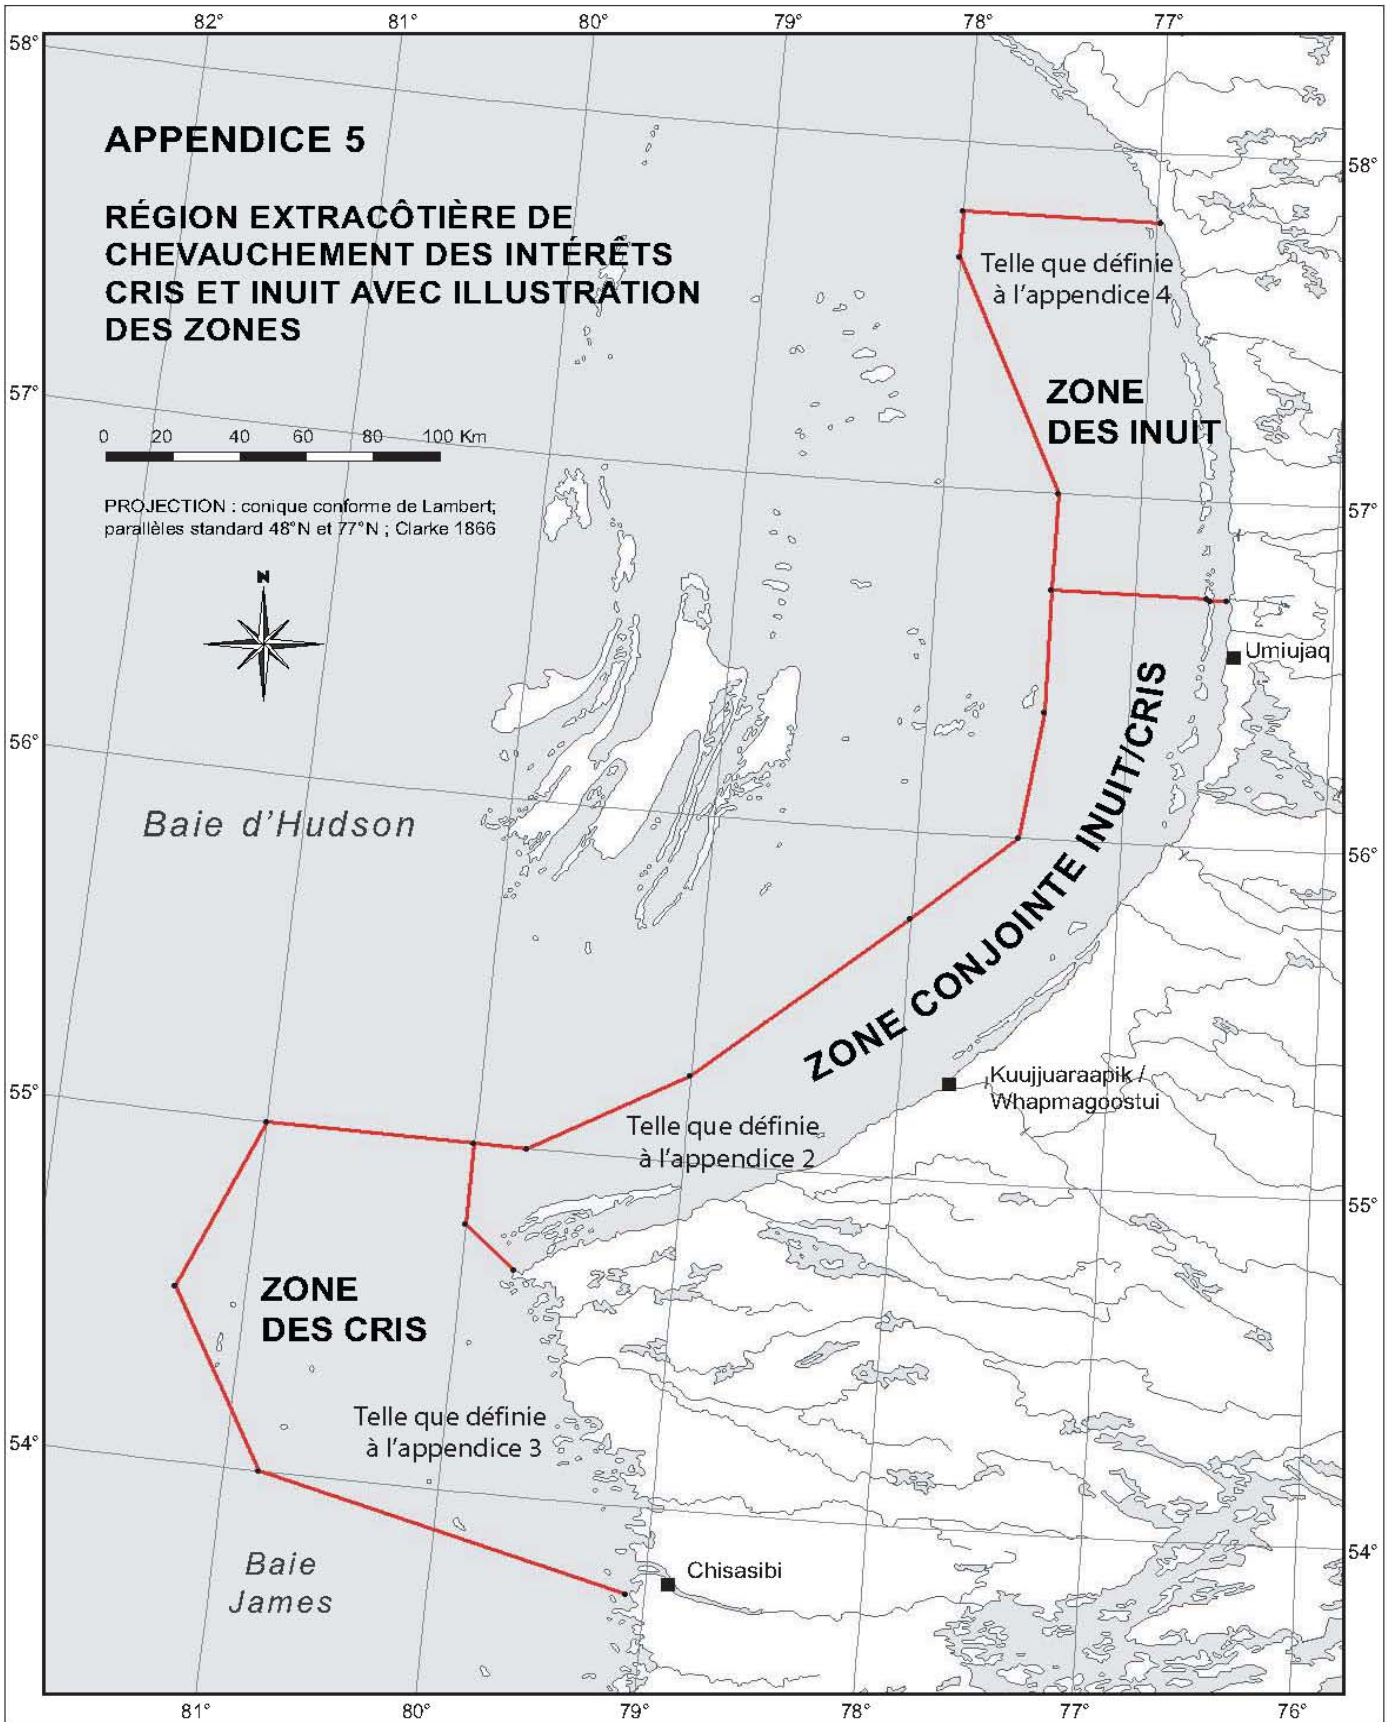 82° 81° 80° 79° 78° 77°
58°
APPENDICE 5
58°
RÉGION EXTRACÔTIÈRE DE
CHEVAUCHEMENT DES INTÉRÊTS
CRIS ET INUIT AVEC ILLUSTRATION
DES ZONES
Telle que définie
à l'appendice 4
57°
ZONE
DES INUIT
0 20 40 60 80 100 Km
PROJECTION : conique conforme de Lambert;
parallèles standard 48°N et 77°N ; Clarke 1866
57°
N
Umiujaq
56°
Baie d'Hudson
ZONE CONJOINTE INUIT/CRIS
56°
55°
Kuujjuaraapik /
Whapmagoostui
Telle que définie
à l'appendice 2
55°
ZONE
DES CRIS
Telle que définie
à l'appendice 3
54°
54°
Baie
James
Chisasibi
81° 80° 79° 78° 77° 76°